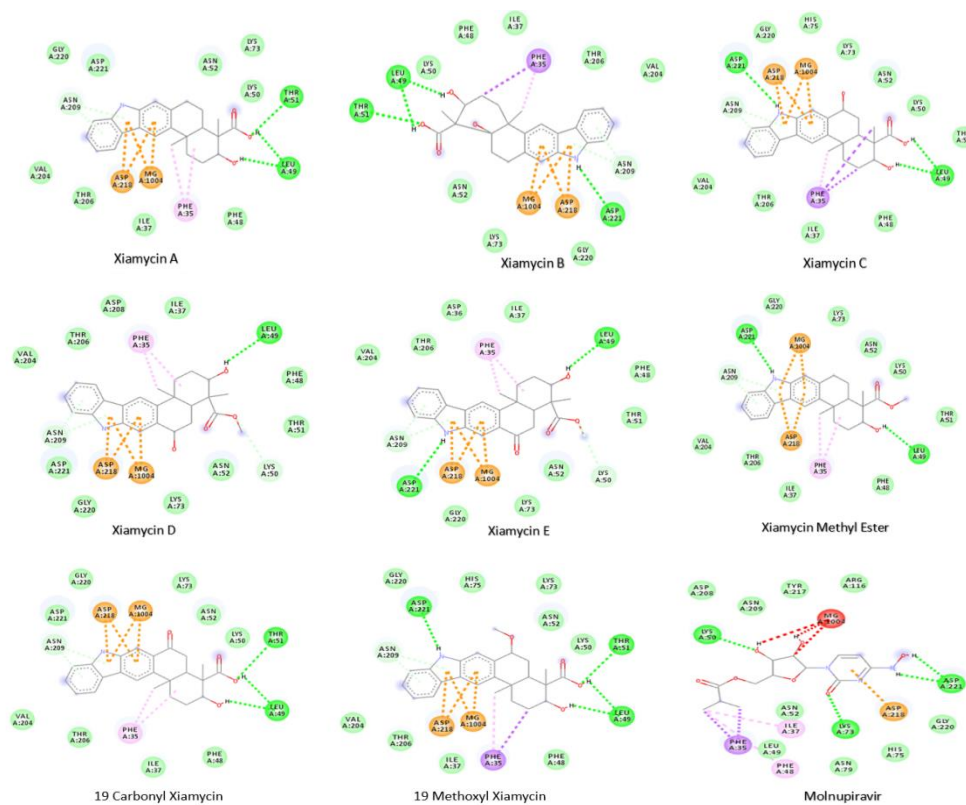 GLY
A:220
ASP
A:221
ASN
A:52
LYS
A:73
LYS
A:50
THR
A:51
ASN
A:209
VAL
A:204
THR
A:206
ASP
A:218
MG
A:1004
PHE
A:35
LEU
A:49
ILE
A:37
PHE
A:48
H
H
Xiamycin A
PHE
A:48
ILE
A:37
PHE
A:35
THR
A:206
VAL
A:204
LEU
A:49
LYS
A:50
THR
A:51
ASN
A:209
ASN
A:52
MG
A:1004
ASP
A:218
ASP
A:221
LYS
A:73
GLY
A:220
H
H
H
Xiamycin B
GLY
A:220
HIS
A:75
LYS
A:73
ASP
A:221
ASP
A:218
MG
A:1004
ASN
A:52
ASN
A:209
LYS
A:50
VAL
A:204
THR
A:206
PHE
A:35
LEU
A:49
ILE
A:37
PHE
A:48
H
H
H
Xiamycin C
ASP
A:208
ILE
A:37
THR
A:206
PHE
A:35
LEU
A:49
VAL
A:204
PHE
A:48
THR
A:51
ASN
A:209
ASP
A:221
ASP
A:218
MG
A:1004
ASN
A:52
LYS
A:50
GLY
A:220
LYS
A:73
H
Xiamycin D
ASP
A:36
ILE
A:37
THR
A:206
PHE
A:35
LEU
A:49
VAL
A:204
PHE
A:48
THR
A:51
ASN
A:209
ASP
A:221
ASP
A:218
MG
A:1004
ASN
A:52
LYS
A:50
GLY
A:220
LYS
A:73
H
H
Xiamycin E
GLY
A:220
LYS
A:73
ASP
A:221
MG
A:1004
ASN
A:52
LYS
A:50
ASN
A:209
THR
A:51
VAL
A:204
ASP
A:218
THR
A:206
PHE
A:35
LEU
A:49
ILE
A:37
PHE
A:48
H
H
Xiamycin Methyl Ester
GLY
A:220
LYS
A:73
ASP
A:221
ASP
A:218
MG
A:1004
ASN
A:52
ASN
A:209
LYS
A:50
THR
A:51
VAL
A:204
THR
A:206
PHE
A:35
LEU
A:49
ILE
A:37
PHE
A:48
H
H
19 Carbonyl Xiamycin
GLY
A:220
HIS
A:75
LYS
A:73
ASP
A:221
ASN
A:52
ASN
A:209
LYS
A:50
THR
A:51
VAL
A:204
THR
A:206
ASP
A:218
MG
A:1004
LEU
A:49
ILE
A:37
PHE
A:35
PHE
A:48
H
H
H
19 Methoxyl Xiamycin
ASP
A:208
ASN
A:209
TYR
A:217
ARG
A:116
MG
A:1004
LYS
A:50
ASP
A:221
ASN
A:52
ASP
A:218
ILE
A:37
LYS
A:73
GLY
A:220
PHE
A:35
LEU
A:49
HIS
A:75
PHE
A:48
ASN
A:79
H
H
H
H
Molnupiravir